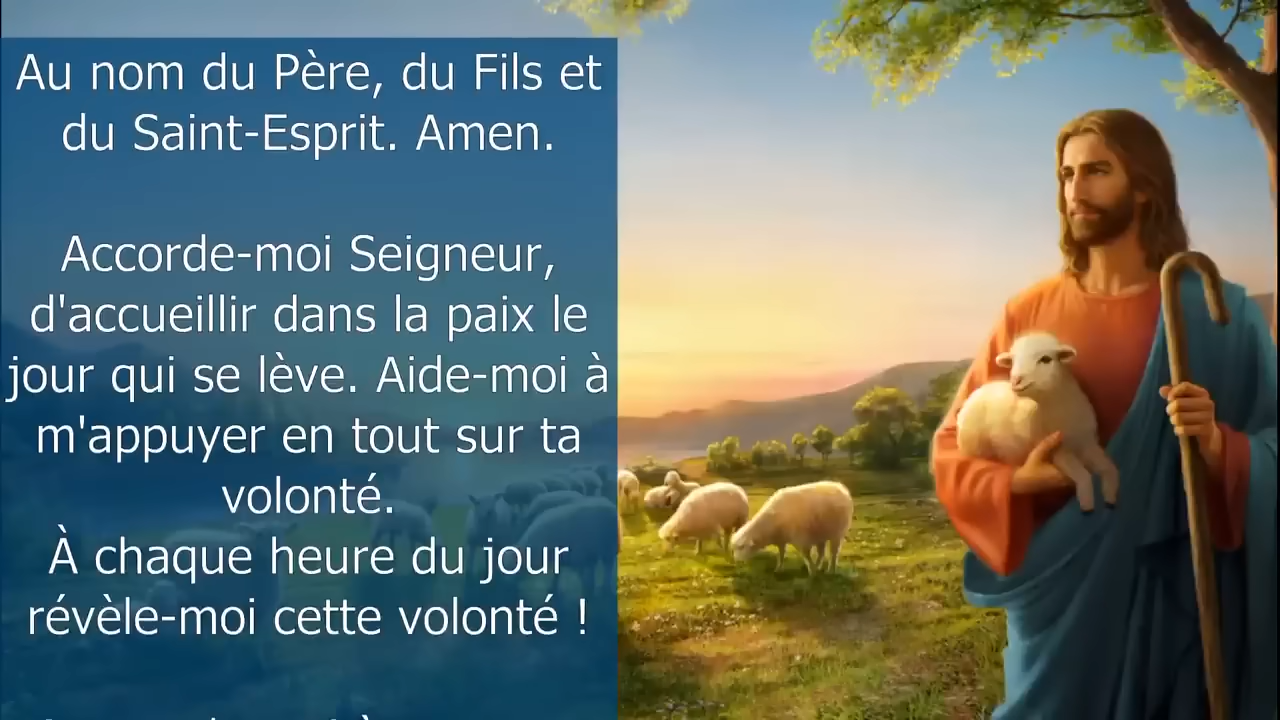 Au nom du Père, du Fils et
du Saint-Esprit. Amen.
Accorde-moi Seigneur,
d'accueillir dans la paix le
jour qui se lève. Aide-moi à
m'appuyer en tout sur ta
volonté.
À chaque heure du jour
révèle-moi cette volonté !